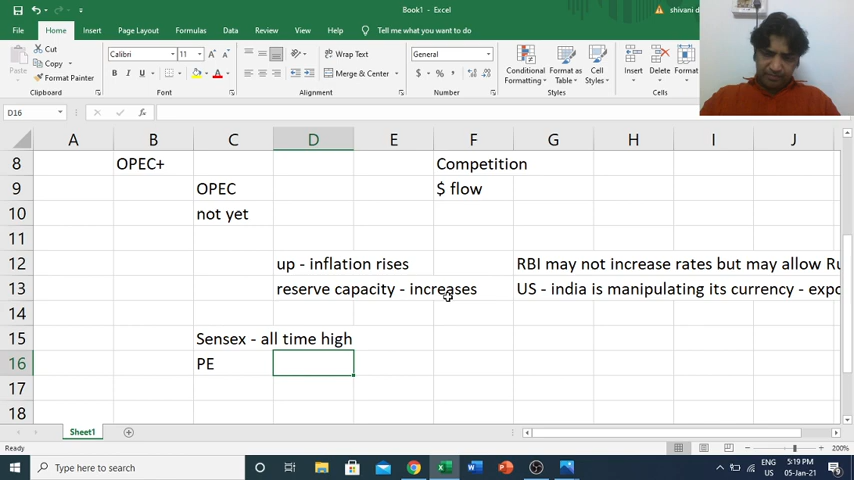 Book1 - Excel
shivani d
File Home Insert Page Layout Formulas Data Review View Help Tell me what you want to do
Cut
Copy
Format Painter
Paste
Clipboard
Calibri 11
B I U
Font
Wrap Text
Merge & Center
Alignment
General
$ % ,
Number
Conditional Formatting
Format as Table
Cell Styles
Styles
Insert Delete Format
Cells
D16 fx
A B C D E F G H I J
8 OPEC+ Competition
9 OPEC $ flow
10 not yet
11
12 up - inflation rises RBI may not increase rates but may allow Ru
13 reserve capacity - increases US - india is manipulating its currency - expo
14
15 Sensex - all time high
16 PE
17
18
Sheet1
Ready 200%
Type here to search
ENG 5:19 PM
US 05-Jan-21